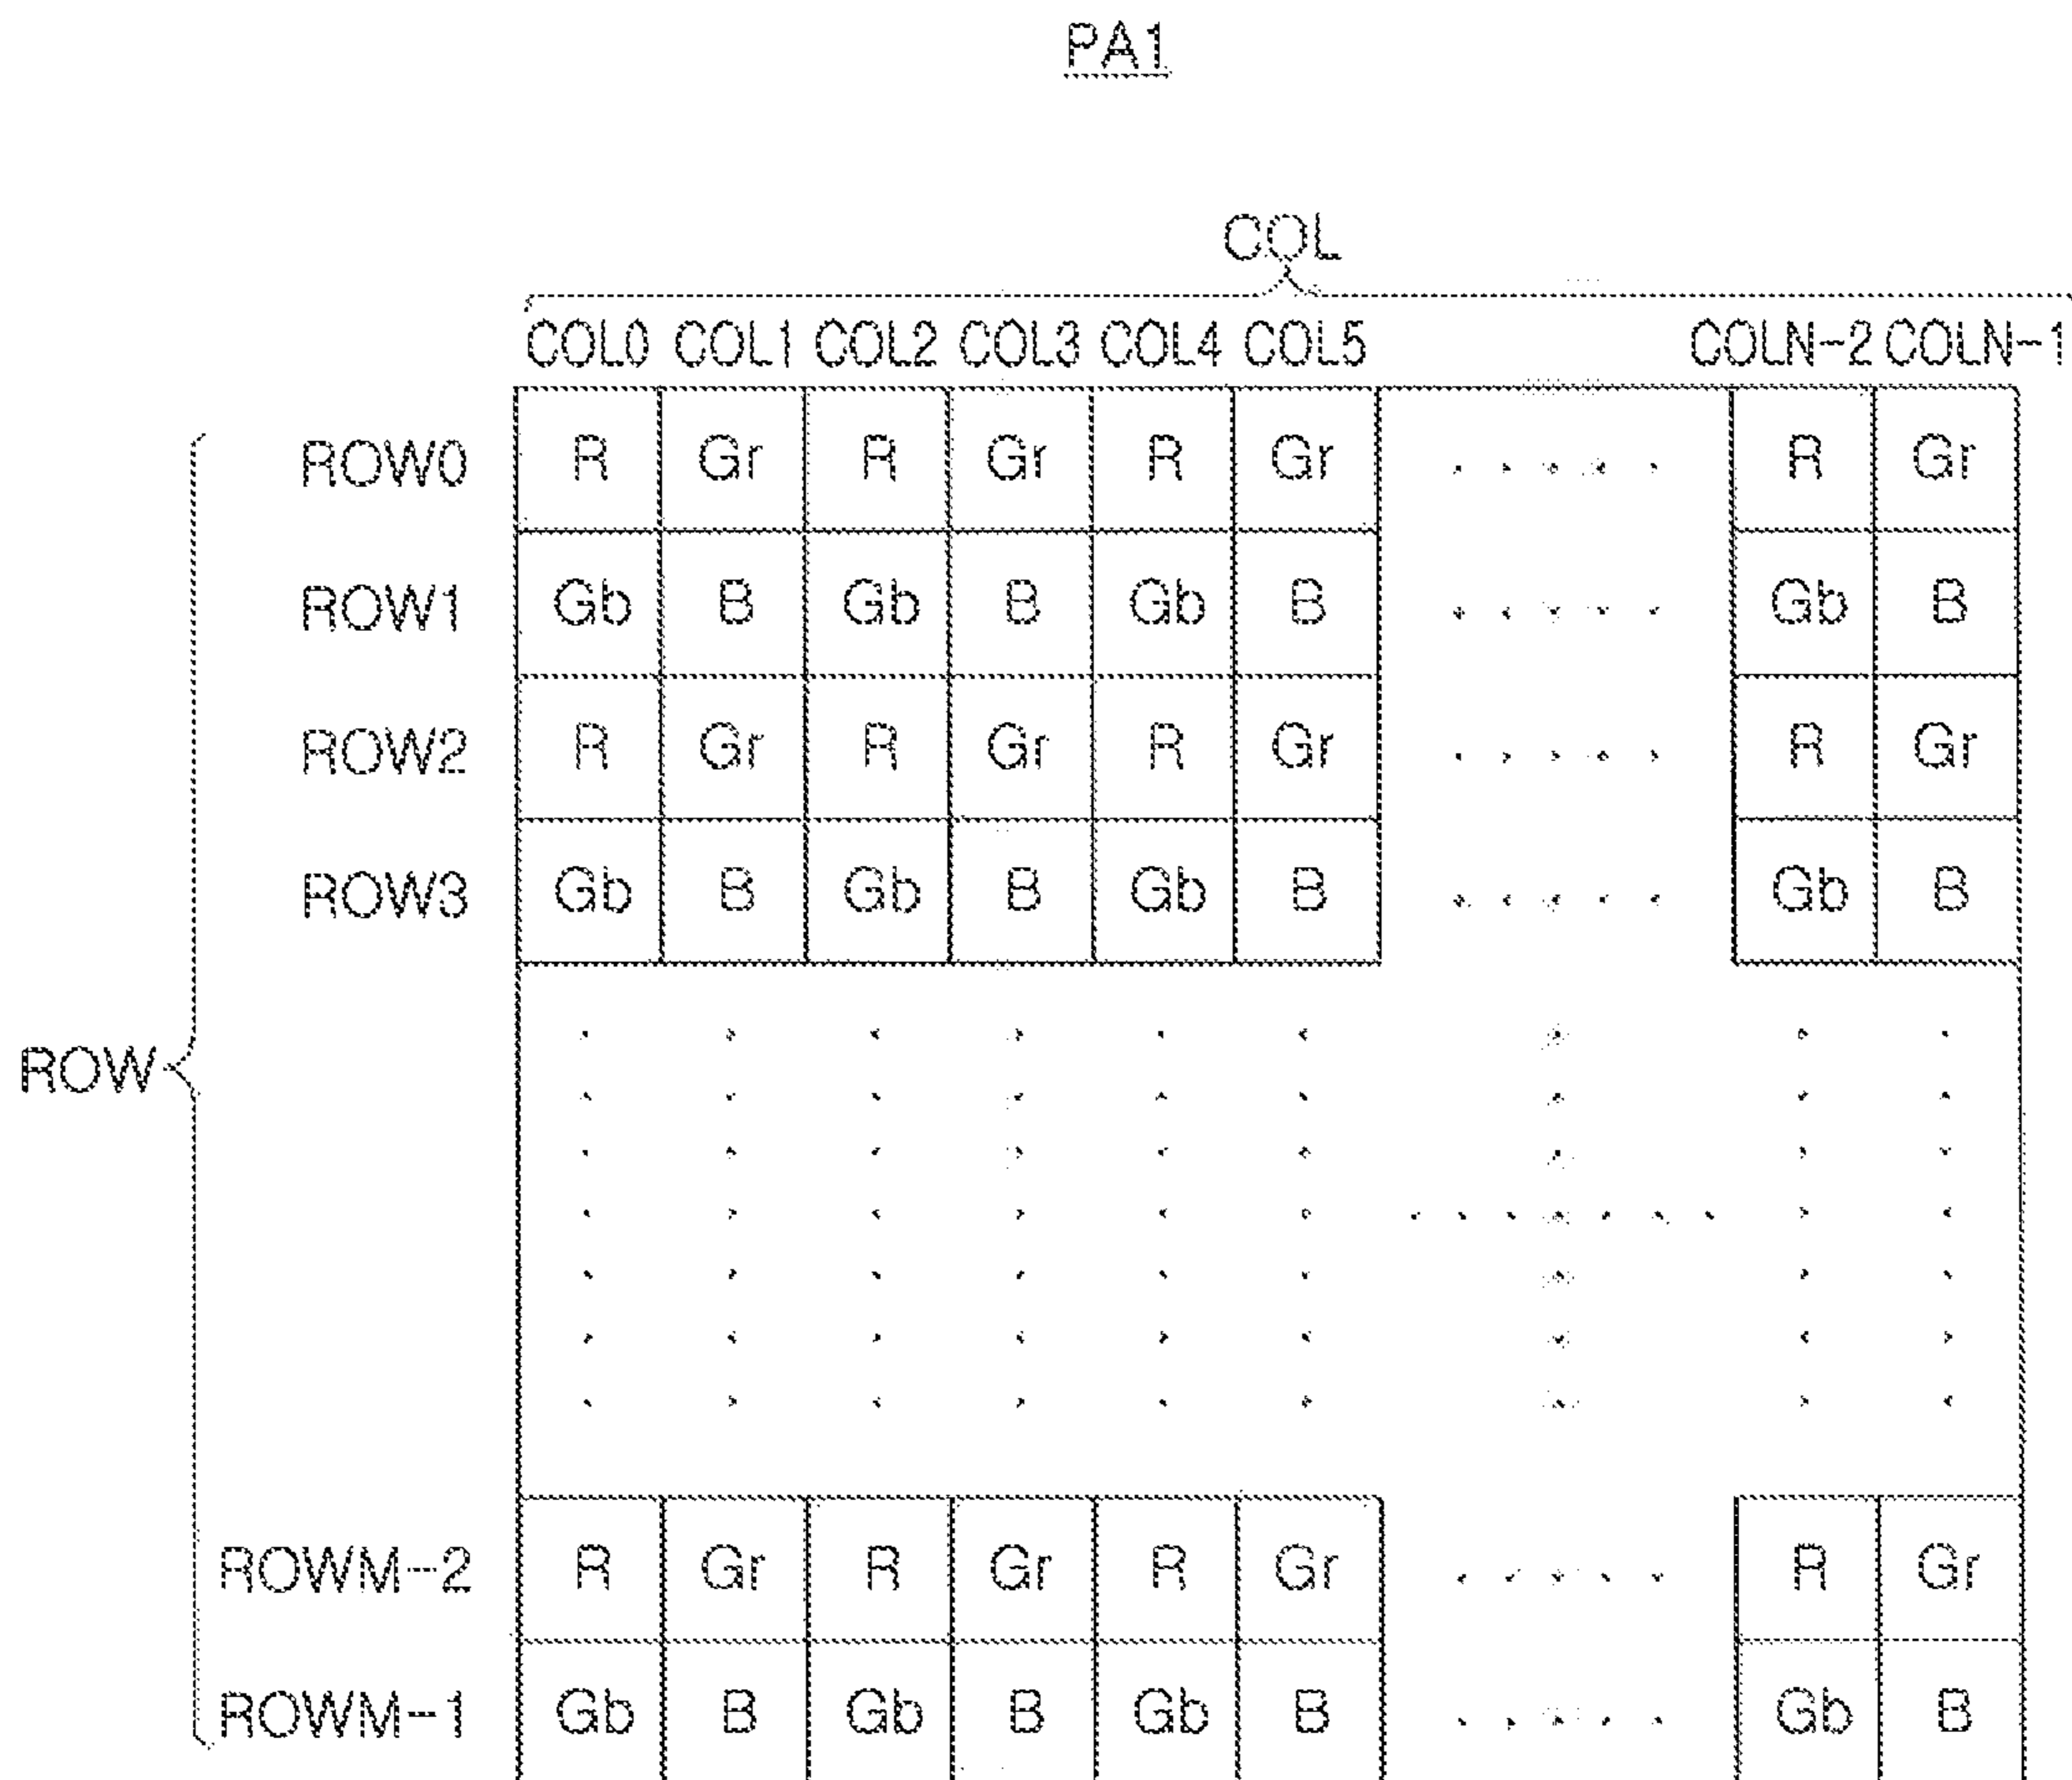 PA1
COL
COL0 COL1 COL2 COL3 COL4 COL5 COLN-2 COLN-1
ROW0 R Gr R Gr R Gr ..... R Gr
ROW1 Gb B Gb B Gb B ..... Gb B
ROW2 R Gr R Gr R Gr ..... R Gr
ROW3 Gb B Gb B Gb B ..... Gb B
ROW
ROWM-2 R Gr R Gr R Gr ..... R Gr
ROWM-1 Gb B Gb B Gb B ..... Gb B